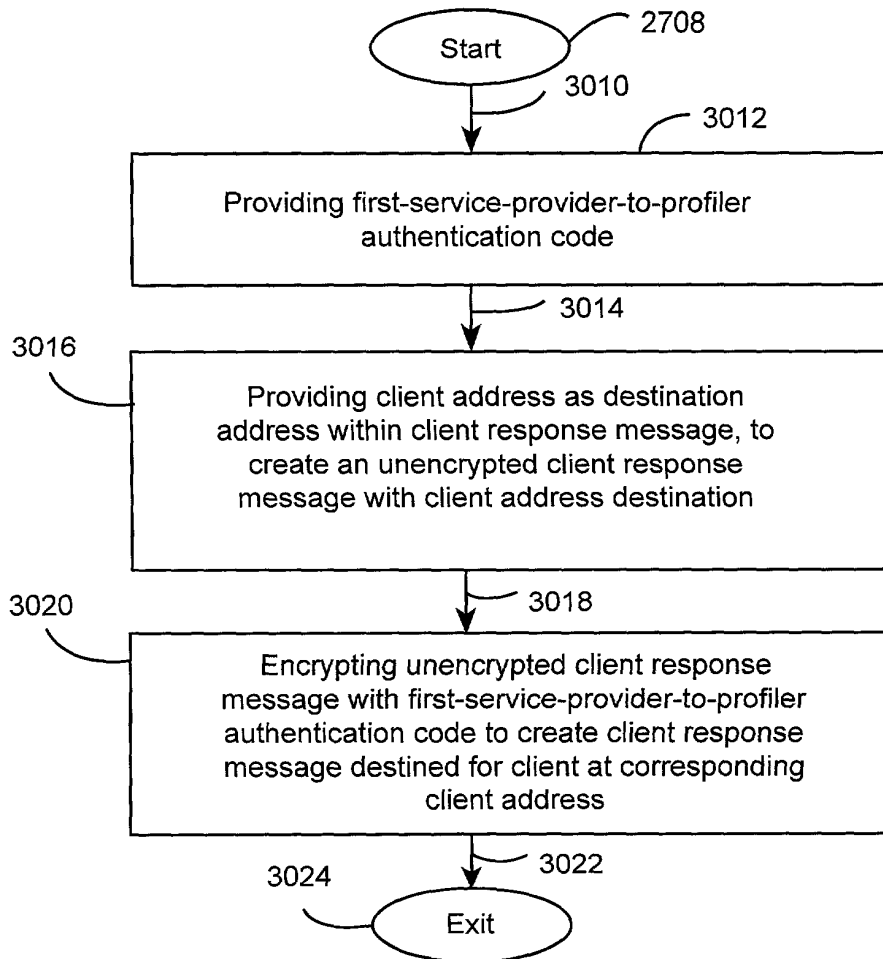 Start
2708
3010
3012
Providing first-service-provider-to-profiler
authentication code
3014
3016
Providing client address as destination
address within client response message, to
create an unencrypted client response
message with client address destination
3018
3020
Encrypting unencrypted client response
message with first-service-provider-to-profiler
authentication code to create client response
message destined for client at corresponding
client address
3022
3024
Exit